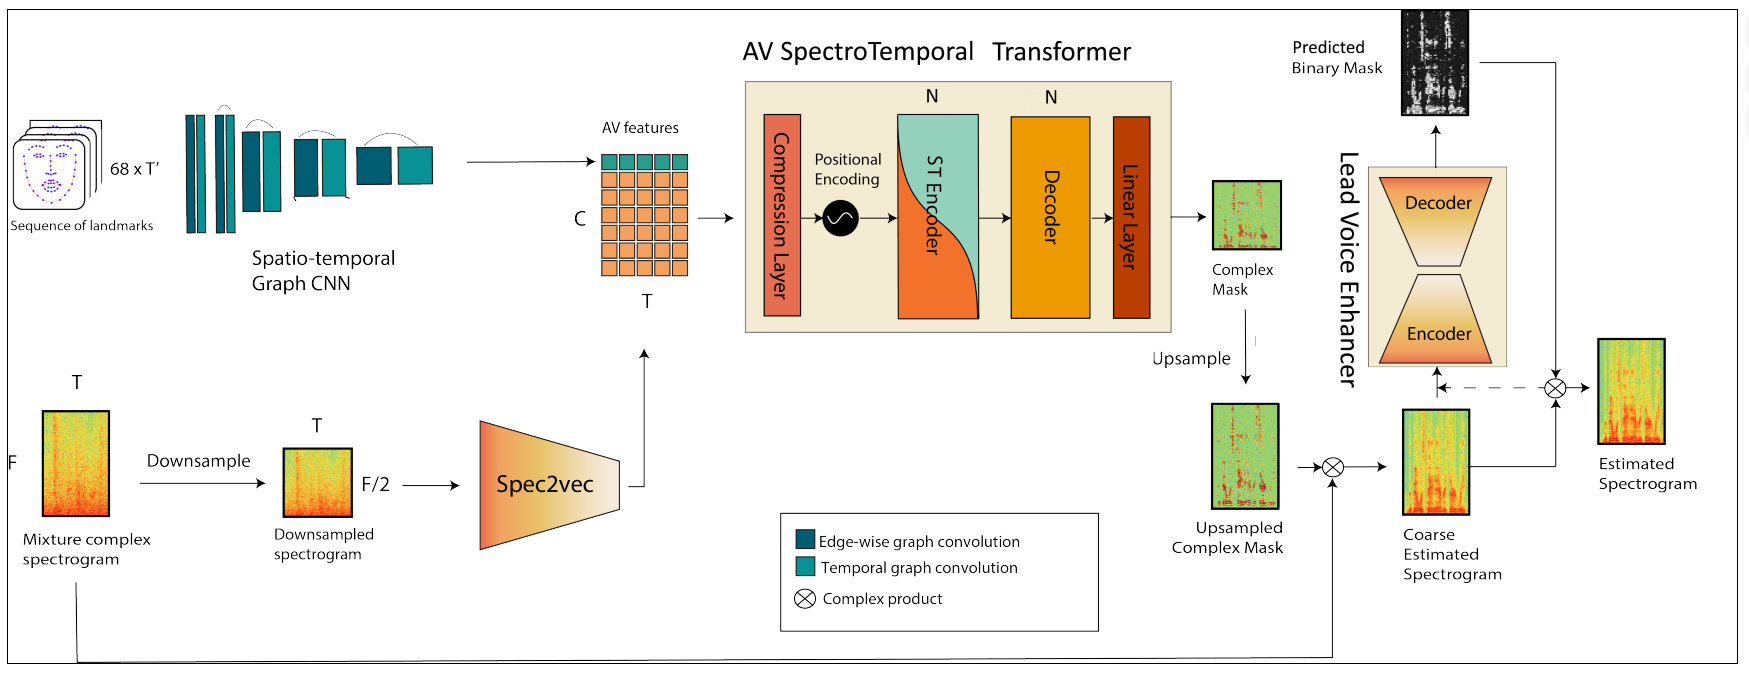 AV SpectroTemporal Transformer
Predicted
Binary Mask
N
N
AV features
68 x T’
Sequence of landmarks
Spatio-temporal
Graph CNN
C
T
Compression Layer
Positional
Encoding
ST Encoder
Decoder
Linear Layer
Complex
Mask
Upsample
Lead Voice Enhancer
Decoder
Encoder
T
F
Mixture complex
spectrogram
Downsample
T
F/2
Downsampled
spectrogram
Spec2vec
Upsampled
Complex Mask
Coarse
Estimated
Spectrogram
Estimated
Spectrogram
Edge-wise graph convolution
Temporal graph convolution
Complex product